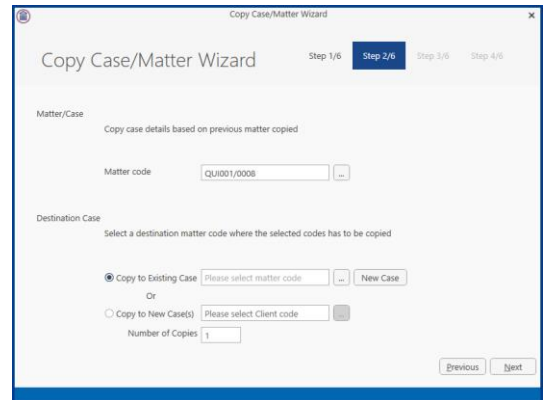 Copy Case/Matter Wizard
Copy Case/Matter Wizard
Step 1/6 Step 2/6 Step 3/6 Step 4/6
Matter/Case
Copy case details based on previous matter copied
Matter code QUI001/0008 ...
Destination Case
Select a destination matter code where the selected codes has to be copied
Copy to Existing Case Please select matter code ... New Case
Or
Copy to New Case(s) Please select Client code ...
Number of Copies 1
Previous Next